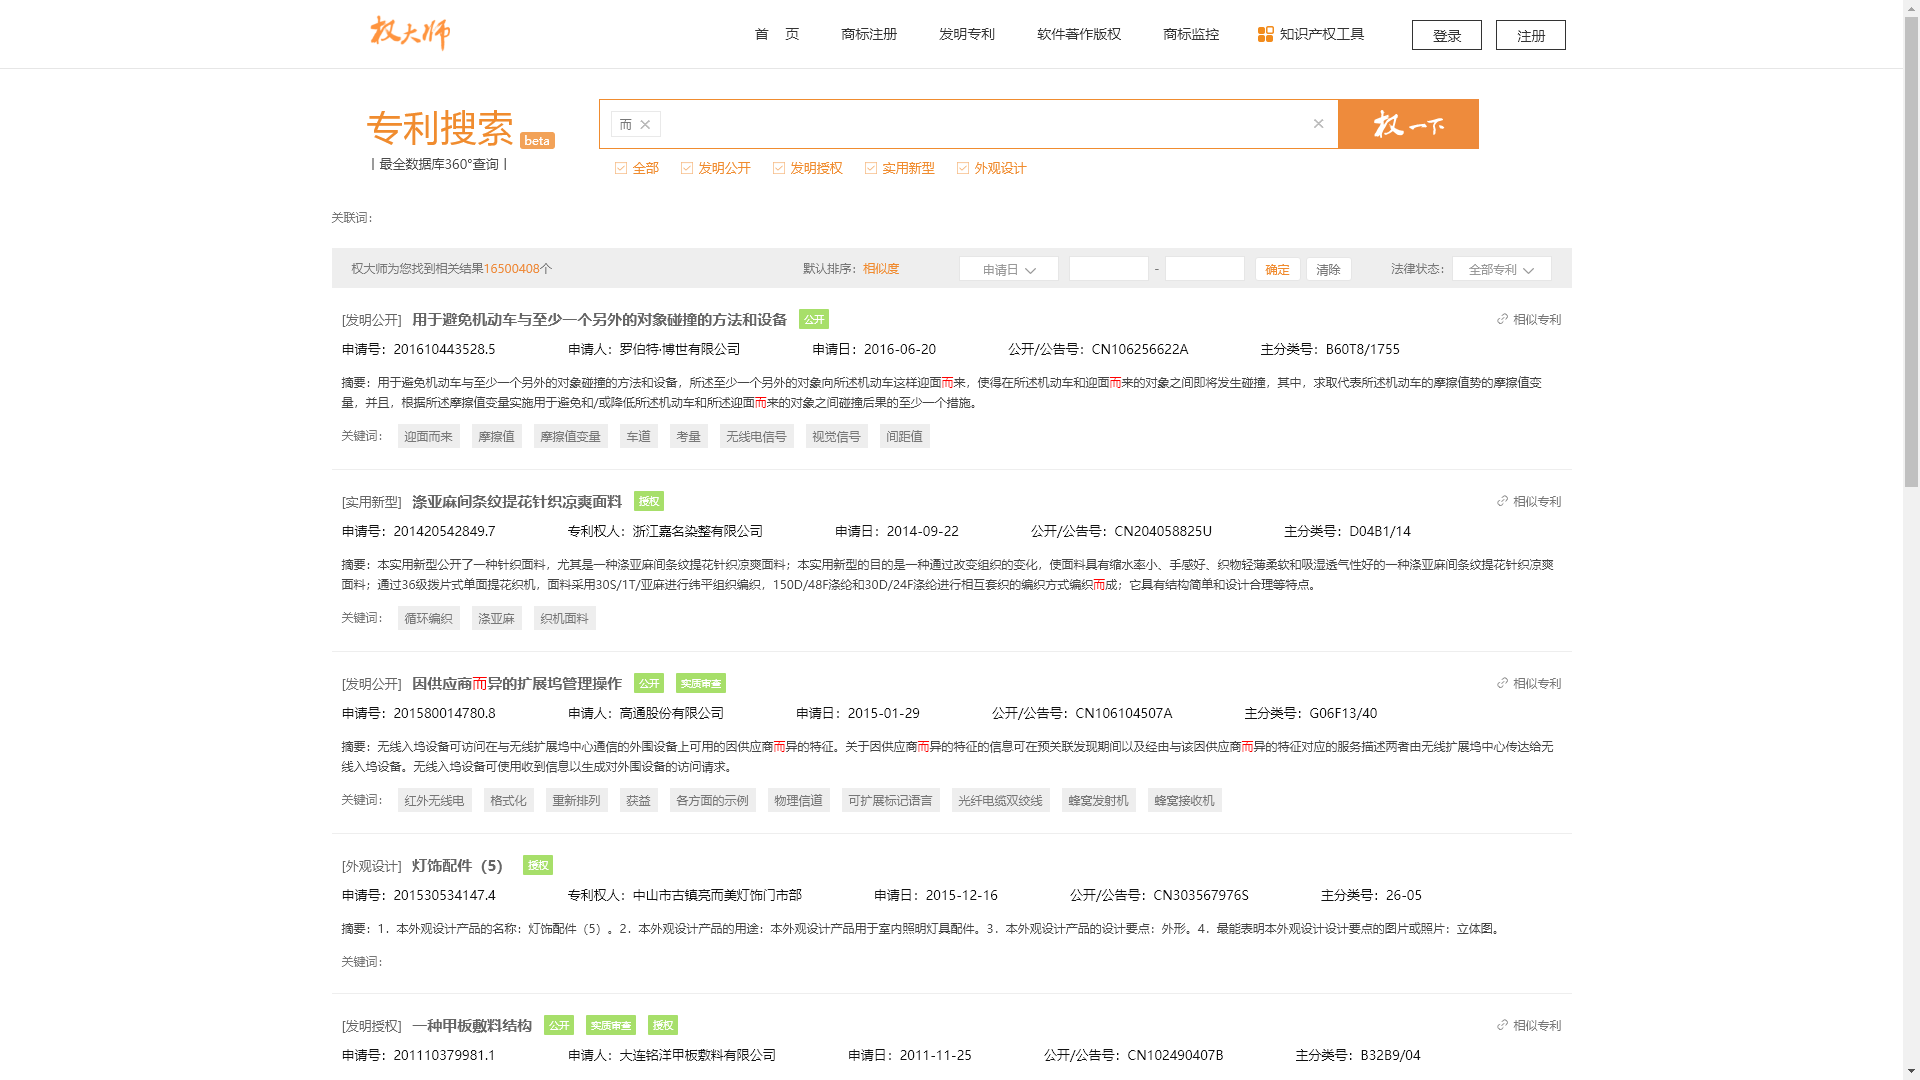 权大师
首 页 商标注册 发明专利 软件著作版权 商标监控 知识产权工具 登录 注册
专利搜索 beta
丨最全数据库360°查询丨
而 权一下
全部 发明公开 发明授权 实用新型 外观设计
关联词：
权大师为您找到相关结果16500408个 默认排序：相似度 申请日 - 确定 清除 法律状态： 全部专利
[发明公开] 用于避免机动车与至少一个另外的对象碰撞的方法和设备 公开 相似专利
申请号：201610443528.5 申请人：罗伯特·博世有限公司 申请日：2016-06-20 公开/公告号：CN106256622A 主分类号：B60T8/1755
摘要：用于避免机动车与至少一个另外的对象碰撞的方法和设备，所述至少一个另外的对象向所述机动车这样迎面而来，使得在所述机动车和迎面而来的对象之间即将发生碰撞，其中，求取代表所述机动车的摩擦值势的摩擦值变
量，并且，根据所述摩擦值变量实施用于避免和/或降低所述机动车和所述迎面而来的对象之间碰撞后果的至少一个措施。
关键词： 迎面而来 摩擦值 摩擦值变量 车道 考量 无线电信号 视觉信号 间距值
[实用新型] 涤亚麻间条纹提花针织凉爽面料 授权 相似专利
申请号：201420542849.7 专利权人：浙江嘉名染整有限公司 申请日：2014-09-22 公开/公告号：CN204058825U 主分类号：D04B1/14
摘要：本实用新型公开了一种针织面料，尤其是一种涤亚麻间条纹提花针织凉爽面料；本实用新型的目的是一种通过改变组织的变化，使面料具有缩水率小、手感好、织物轻薄柔软和吸湿透气性好的一种涤亚麻间条纹提花针织凉爽
面料；通过36级拨片式单面提花织机，面料采用30S/1T/亚麻进行纬平组织编织，150D/48F涤纶和30D/24F涤纶进行相互套织的编织方式编织而成；它具有结构简单和设计合理等特点。
关键词： 循环编织 涤亚麻 织机面料
[发明公开] 因供应商而异的扩展坞管理操作 公开 实质审查 相似专利
申请号：201580014780.8 申请人：高通股份有限公司 申请日：2015-01-29 公开/公告号：CN106104507A 主分类号：G06F13/40
摘要：无线入坞设备可访问在与无线扩展坞中心通信的外围设备上可用的因供应商而异的特征。关于因供应商而异的特征的信息可在预关联发现期间以及经由与该因供应商而异的特征对应的服务描述两者由无线扩展坞中心传达给无
线入坞设备。无线入坞设备可使用收到信息以生成对外围设备的访问请求。
关键词： 红外无线电 格式化 重新排列 获益 各方面的示例 物理信道 可扩展标记语言 光纤电缆双绞线 蜂窝发射机 蜂窝接收机
[外观设计] 灯饰配件（5） 授权
申请号：201530534147.4 专利权人：中山市古镇亮而美灯饰门市部 申请日：2015-12-16 公开/公告号：CN303567976S 主分类号：26-05
摘要：1．本外观设计产品的名称：灯饰配件（5）。2．本外观设计产品的用途：本外观设计产品用于室内照明灯具配件。3．本外观设计产品的设计要点：外形。4．最能表明本外观设计设计要点的图片或照片：立体图。
关键词：
[发明授权] 一种甲板敷料结构 公开 实质审查 授权 相似专利
申请号：201110379981.1 申请人：大连铭洋甲板敷料有限公司 申请日：2011-11-25 公开/公告号：CN102490407B 主分类号：B32B9/04